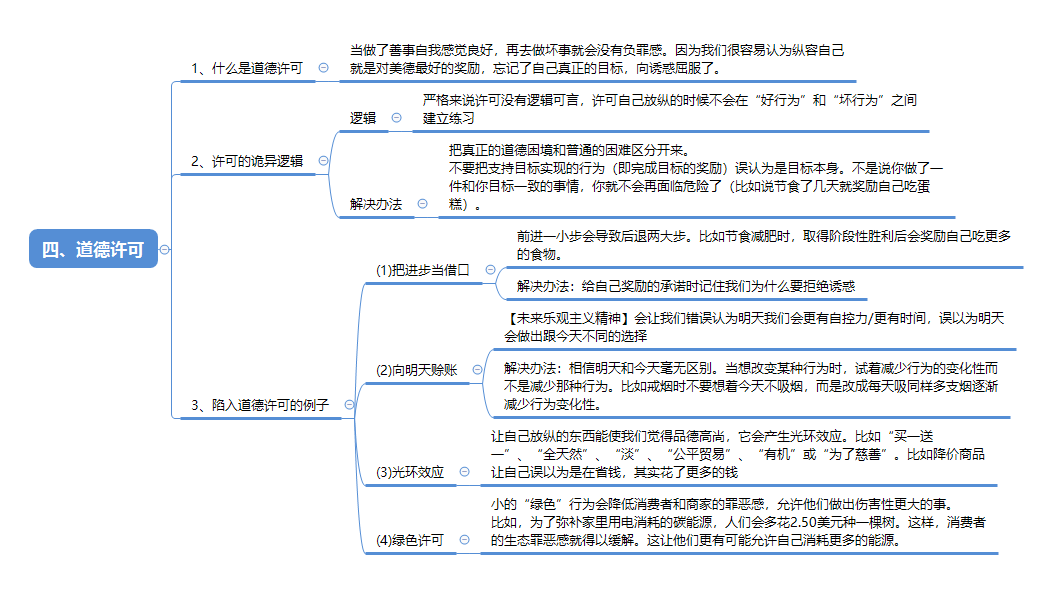 四、道德许可
1、什么是道德许可
当做了善事自我感觉良好，再去做坏事就会没有负罪感。因为我们很容易认为纵容自己
就是对美德最好的奖励，忘记了自己真正的目标，向诱惑屈服了。
2、许可的诡异逻辑
逻辑
严格来说许可没有逻辑可言，许可自己放纵的时候不会在“好行为”和“坏行为”之间
建立练习
解决办法
把真正的道德困境和普通的困难区分开来。
不要把支持目标实现的行为（即完成目标的奖励）误认为是目标本身。不是说你做了一
件和你目标一致的事情，你就不会再面临危险了（比如说节食了几天就奖励自己吃蛋
糕）。
3、陷入道德许可的例子
(1)把进步当借口
前进一小步会导致后退两大步。比如节食减肥时，取得阶段性胜利后会奖励自己吃更多
的食物。
解决办法：给自己奖励的承诺时记住我们为什么要拒绝诱惑
(2)向明天赊账
【未来乐观主义精神】会让我们错误认为明天我们会更有自控力/更有时间，误以为明天
会做出跟今天不同的选择
解决办法：相信明天和今天毫无区别。当想改变某种行为时，试着减少行为的变化性而
不是减少那种行为。比如戒烟时不要想着今天不吸烟，而是改成每天吸同样多支烟逐渐
减少行为变化性。
(3)光环效应
让自己放纵的东西能使我们觉得品德高尚，它会产生光环效应。比如“买一送
一”、“全天然”、“淡”、“公平贸易”、“有机”或“为了慈善”。比如降价商品
让自己误以为是在省钱，其实花了更多的钱
(4)绿色许可
小的“绿色”行为会降低消费者和商家的罪恶感，允许他们做出伤害性更大的事。
比如，为了弥补家里用电消耗的碳能源，人们会多花2.50美元种一棵树。这样，消费者
的生态罪恶感就得以缓解。这让他们更有可能允许自己消耗更多的能源。